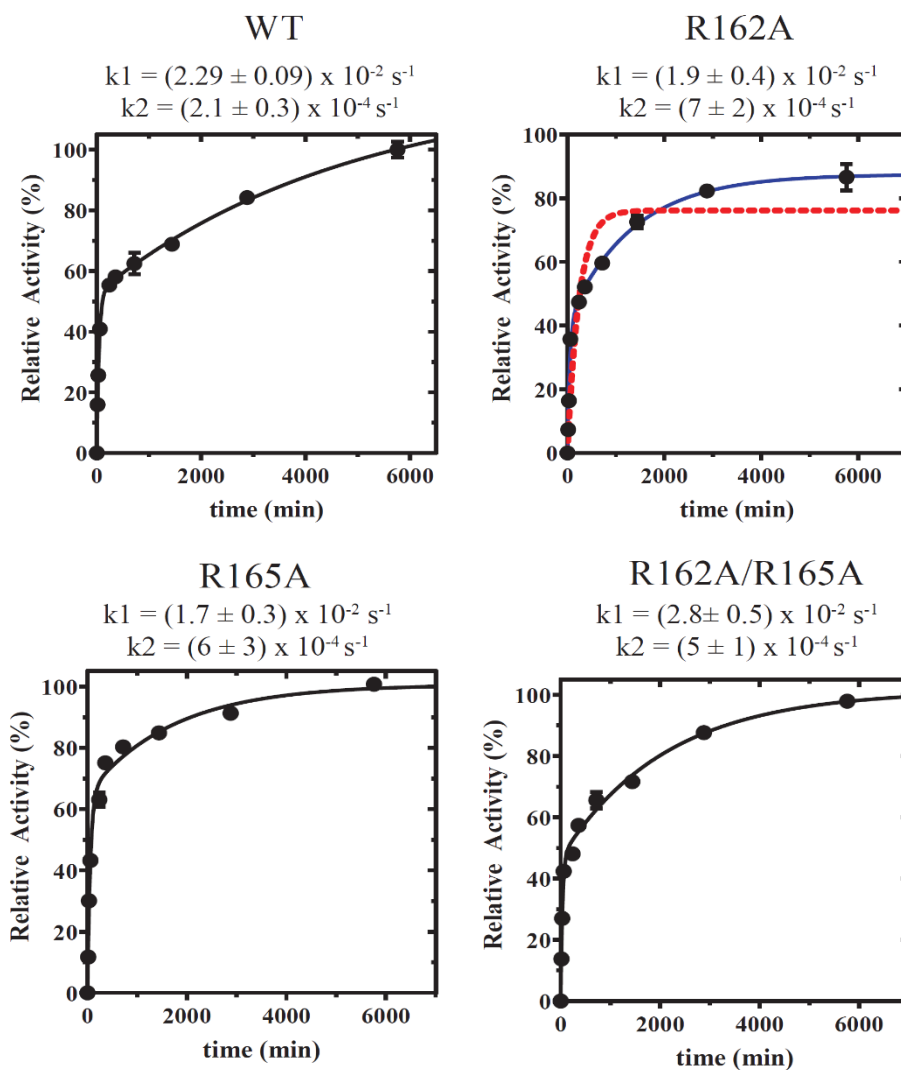 WT
k1 = (2.29 ± 0.09) x 10⁻² s⁻¹
k2 = (2.1 ± 0.3) x 10⁻⁴ s⁻¹
Relative Activity (%)
100
80
60
40
20
0
0 2000 4000 6000
time (min)
R162A
k1 = (1.9 ± 0.4) x 10⁻² s⁻¹
k2 = (7 ± 2) x 10⁻⁴ s⁻¹
Relative Activity (%)
100
80
60
40
20
0
0 2000 4000 6000
time (min)
R165A
k1 = (1.7 ± 0.3) x 10⁻² s⁻¹
k2 = (6 ± 3) x 10⁻⁴ s⁻¹
Relative Activity (%)
100
80
60
40
20
0
0 2000 4000 6000
time (min)
R162A/R165A
k1 = (2.8± 0.5) x 10⁻² s⁻¹
k2 = (5 ± 1) x 10⁻⁴ s⁻¹
Relative Activity (%)
100
80
60
40
20
0
0 2000 4000 6000
time (min)